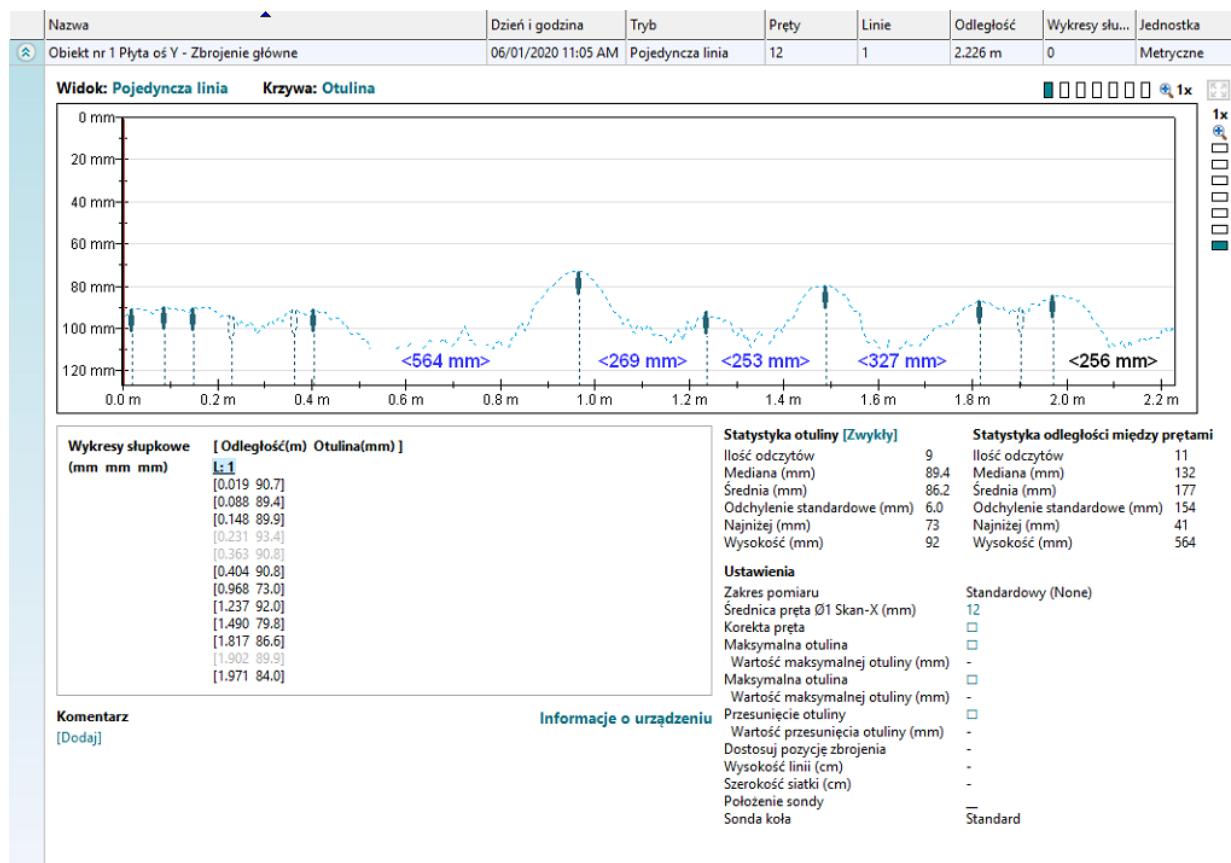 Nazwa Dzień i godzina Tryb Pręty Linie Odległość Wykresy słu... Jednostka
Obiekt nr 1 Płyta oś Y - Zbrojenie główne 06/01/2020 11:05 AM Pojedyncza linia 12 1 2.226 m 0 Metryczne
Widok: Pojedyncza linia Krzywa: Otulina 1x
1x
0 mm
20 mm
40 mm
60 mm
80 mm
100 mm
120 mm
<564 mm> <269 mm> <253 mm> <327 mm> <256 mm>
0.0 m 0.2 m 0.4 m 0.6 m 0.8 m 1.0 m 1.2 m 1.4 m 1.6 m 1.8 m 2.0 m 2.2 m
Wykresy słupkowe [ Odległość(m) Otulina(mm) ]
(mm mm mm) L: 1
[0.019 90.7]
[0.088 89.4]
[0.148 89.9]
[0.231 93.4]
[0.363 90.8]
[0.404 90.8]
[0.968 73.0]
[1.237 92.0]
[1.490 79.8]
[1.817 86.6]
[1.902 89.9]
[1.971 84.0]
Komentarz Informacje o urządzeniu
[Dodaj]
Statystyka otuliny [Zwykły]
Ilość odczytów 9
Mediana (mm) 89.4
Średnia (mm) 86.2
Odchylenie standardowe (mm) 6.0
Najniżej (mm) 73
Wysokość (mm) 92
Statystyka odległości między prętami
Ilość odczytów 11
Mediana (mm) 132
Średnia (mm) 177
Odchylenie standardowe (mm) 154
Najniżej (mm) 41
Wysokość (mm) 564
Ustawienia
Zakres pomiaru Standardowy (None)
Średnica pręta Ø1 Skan-X (mm) 12
Korekta pręta
Maksymalna otulina
Wartość maksymalnej otuliny (mm) -
Maksymalna otulina
Wartość maksymalnej otuliny (mm) -
Przesunięcie otuliny
Wartość przesunięcia otuliny (mm) -
Dostosuj pozycję zbrojenia -
Wysokość linii (cm) -
Szerokość siatki (cm) -
Położenie sondy __
Sonda koła Standard